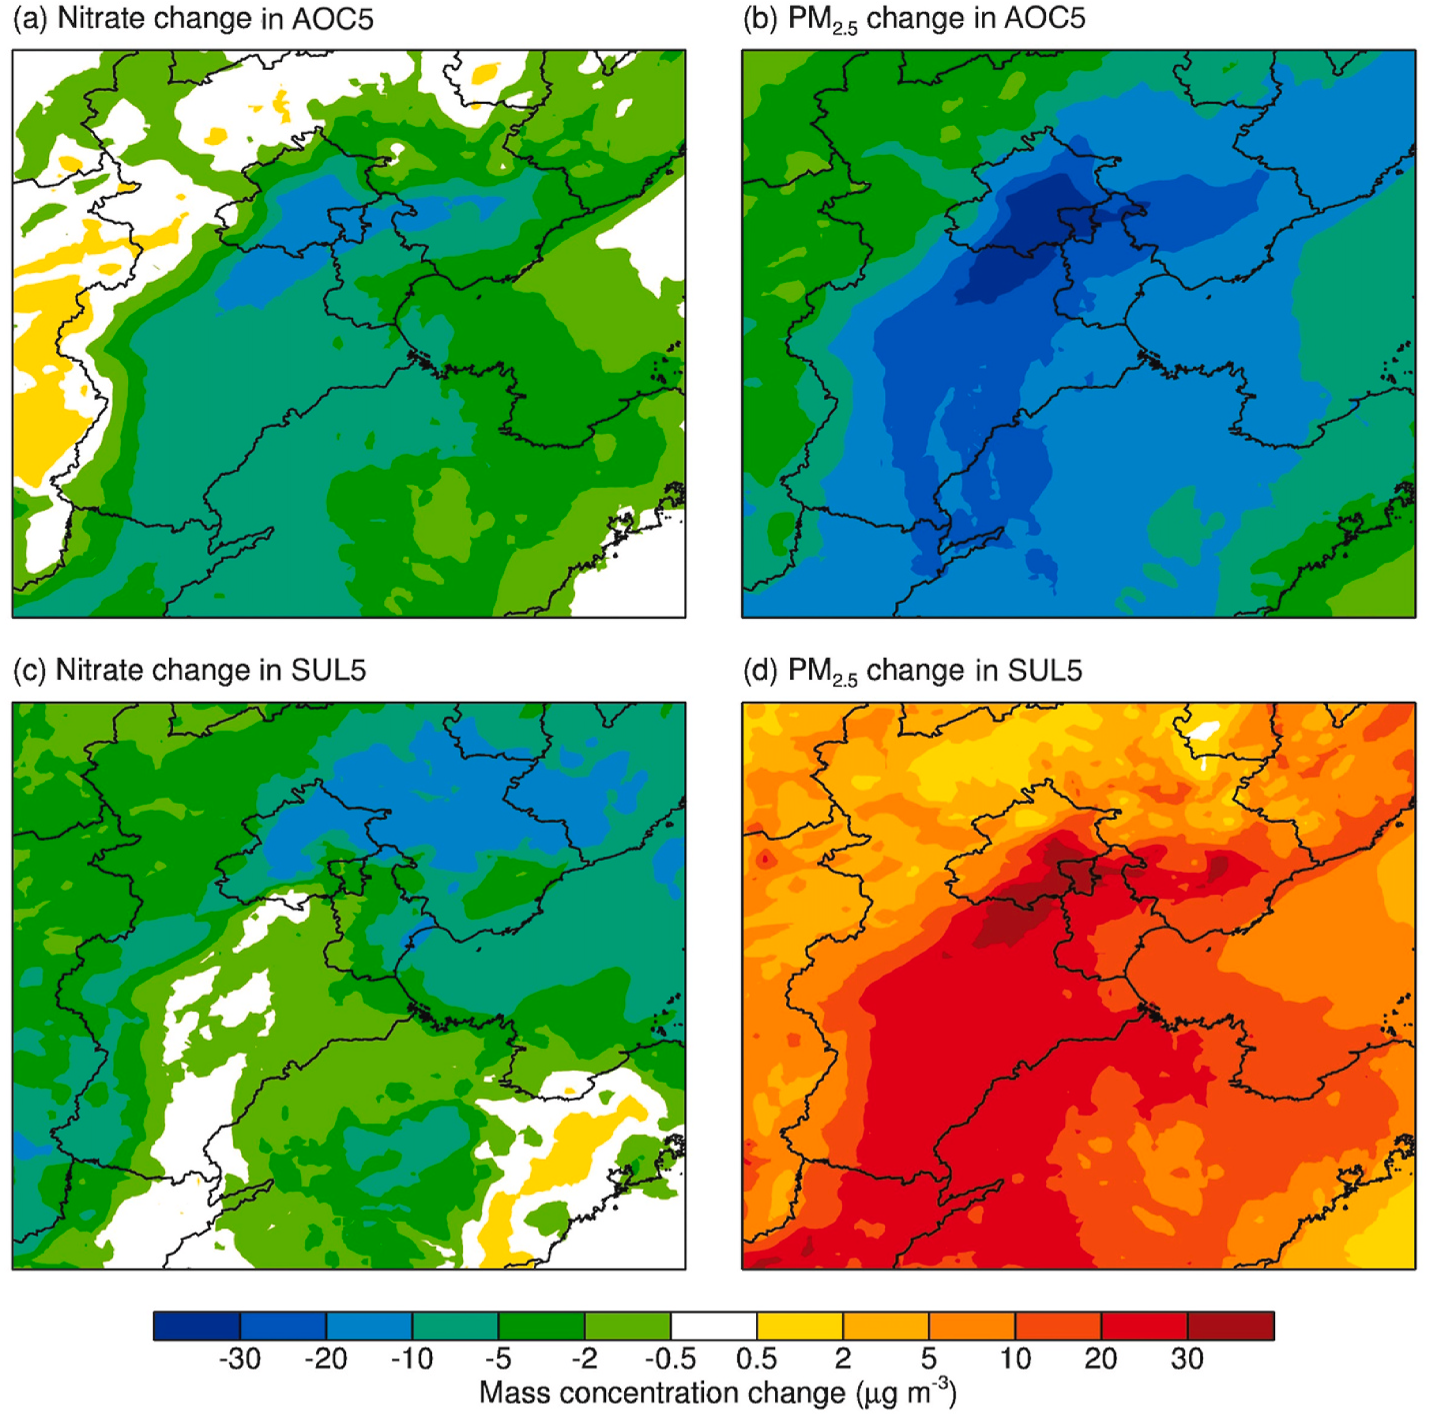 (a) Nitrate change in AOC5
(b) PM2.5 change in AOC5
(c) Nitrate change in SUL5
(d) PM2.5 change in SUL5
-30 -20 -10 -5 -2 -0.5 0.5 2 5 10 20 30
Mass concentration change (μg m-3)